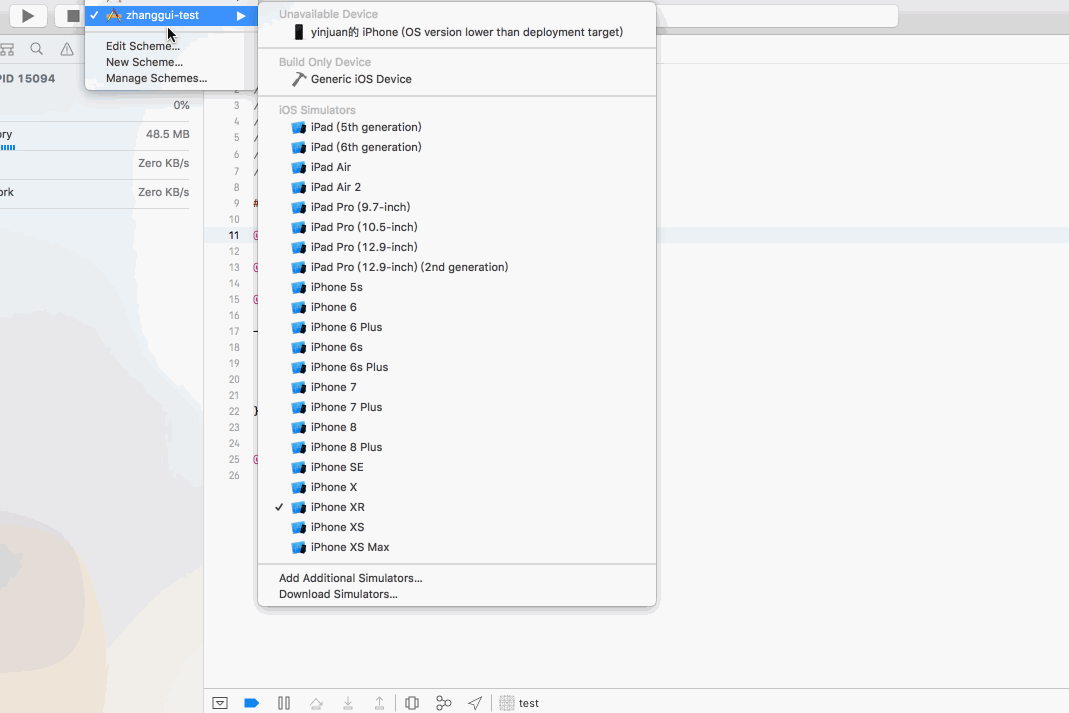 zhanggui-test
Edit Scheme...
New Scheme...
Manage Schemes...
Unavailable Device
yinjuan的 iPhone (OS version lower than deployment target)
Build Only Device
Generic iOS Device
iOS Simulators
iPad (5th generation)
iPad (6th generation)
iPad Air
iPad Air 2
iPad Pro (9.7-inch)
iPad Pro (10.5-inch)
iPad Pro (12.9-inch)
iPad Pro (12.9-inch) (2nd generation)
iPhone 5s
iPhone 6
iPhone 6 Plus
iPhone 6s
iPhone 6s Plus
iPhone 7
iPhone 7 Plus
iPhone 8
iPhone 8 Plus
iPhone SE
iPhone X
iPhone XR
iPhone XS
iPhone XS Max
Add Additional Simulators...
Download Simulators...
PID 15094
0%
ory 48.5 MB
Zero KB/s
ork Zero KB/s
3 /
4 /
5 /
6 /
7 /
8
9 #
10
11
12
13
14
15
16
17 -
18
19
20
21
22 }
23
24
25
26
test